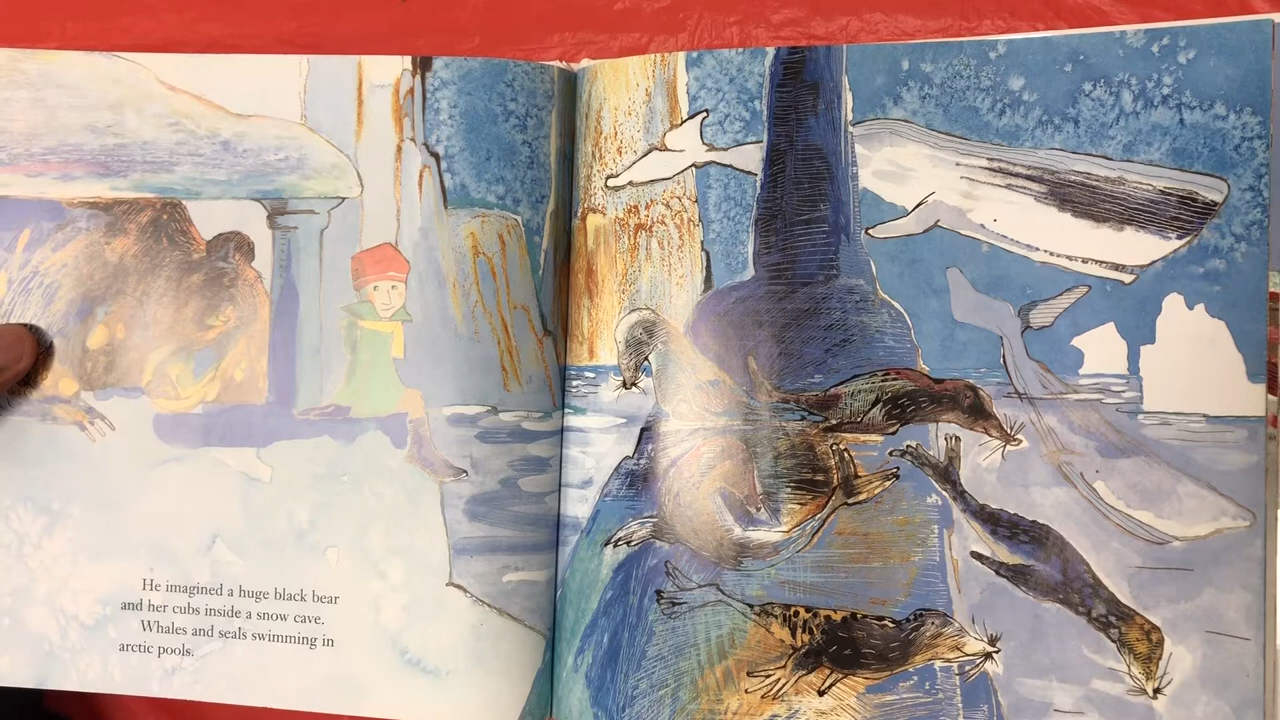 He imagined a huge black bear
and her cubs inside a snow cave.
Whales and seals swimming in
arctic pools.